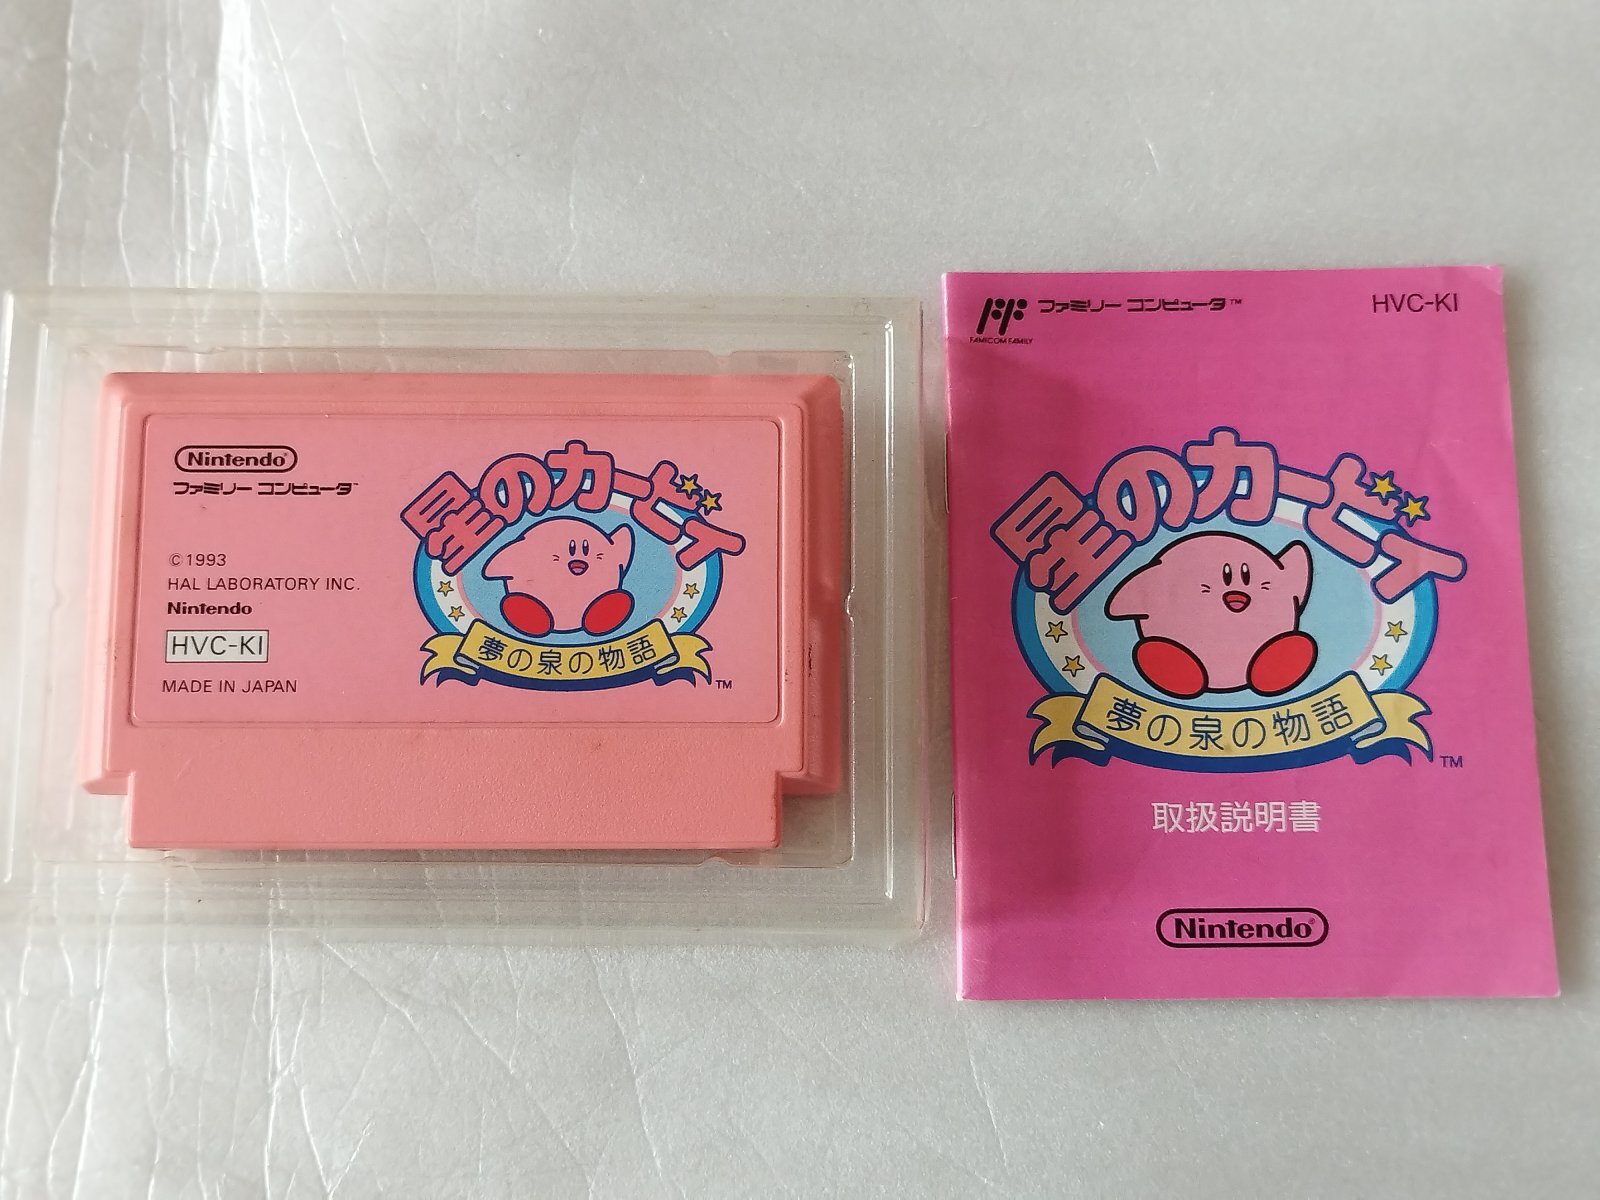 Nintendo®
ファミリー コンピュータ™
©1993
HAL LABORATORY INC.
Nintendo
HVC-KI
MADE IN JAPAN
星のカービィ
夢の泉の物語
TM
FF ファミリー コンピュータ™
FAMICOM FAMILY
HVC-KI
星のカービィ
夢の泉の物語
TM
取扱説明書
Nintendo®